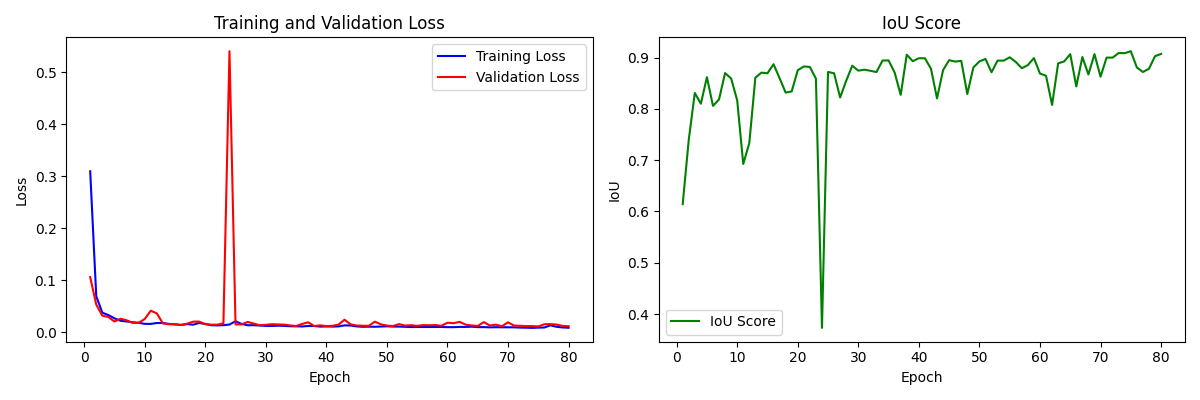 Training and Validation Loss
Training Loss
Validation Loss
0.5
0.4
0.3
0.2
0.1
0.0
Loss
0 10 20 30 40 50 60 70 80
Epoch
IoU Score
0.9
0.8
0.7
0.6
0.5
0.4
IoU
IoU Score
0 10 20 30 40 50 60 70 80
Epoch